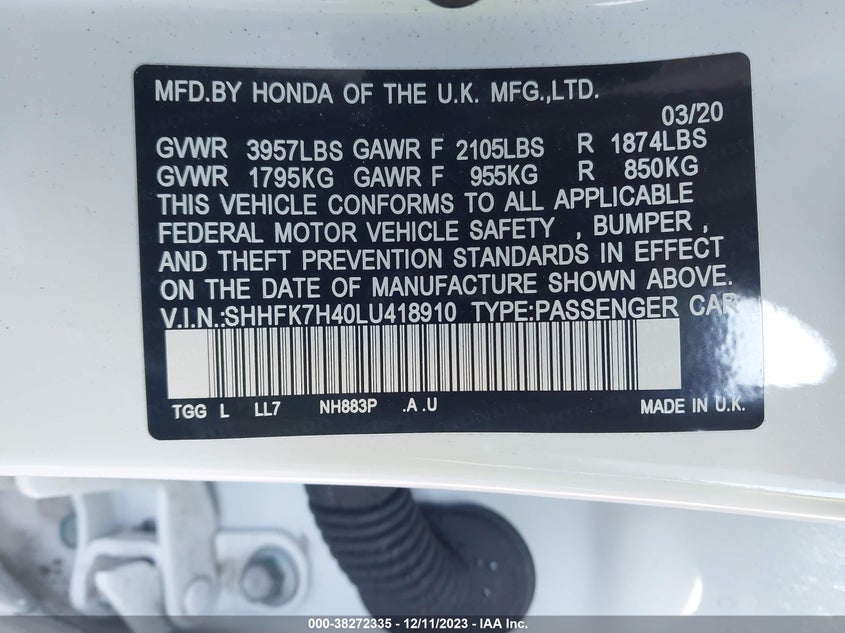 MFD.BY HONDA OF THE U.K. MFG.,LTD.
03/20
GVWR 3957LBS GAWR F 2105LBS R 1874LBS
GVWR 1795KG GAWR F 955KG R 850KG
THIS VEHICLE CONFORMS TO ALL APPLICABLE
FEDERAL MOTOR VEHICLE SAFETY , BUMPER ,
AND THEFT PREVENTION STANDARDS IN EFFECT
ON THE DATE OF MANUFACTURE SHOWN ABOVE.
V.I.N.:SHHFK7H40LU418910 TYPE:PASSENGER CAR
TGG L LL7 NH883P .A .U MADE IN U.K.
000-38272335 - 12/11/2023 - IAA Inc.